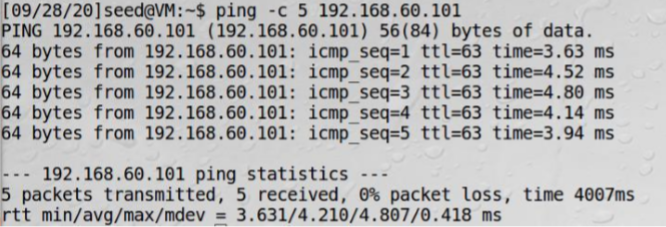 [09/28/20]seed@VM:~$ ping -c 5 192.168.60.101
PING 192.168.60.101 (192.168.60.101) 56(84) bytes of data.
64 bytes from 192.168.60.101: icmp_seq=1 ttl=63 time=3.63 ms
64 bytes from 192.168.60.101: icmp_seq=2 ttl=63 time=4.52 ms
64 bytes from 192.168.60.101: icmp_seq=3 ttl=63 time=4.80 ms
64 bytes from 192.168.60.101: icmp_seq=4 ttl=63 time=4.14 ms
64 bytes from 192.168.60.101: icmp_seq=5 ttl=63 time=3.94 ms
--- 192.168.60.101 ping statistics ---
5 packets transmitted, 5 received, 0% packet loss, time 4007ms
rtt min/avg/max/mdev = 3.631/4.210/4.807/0.418 ms